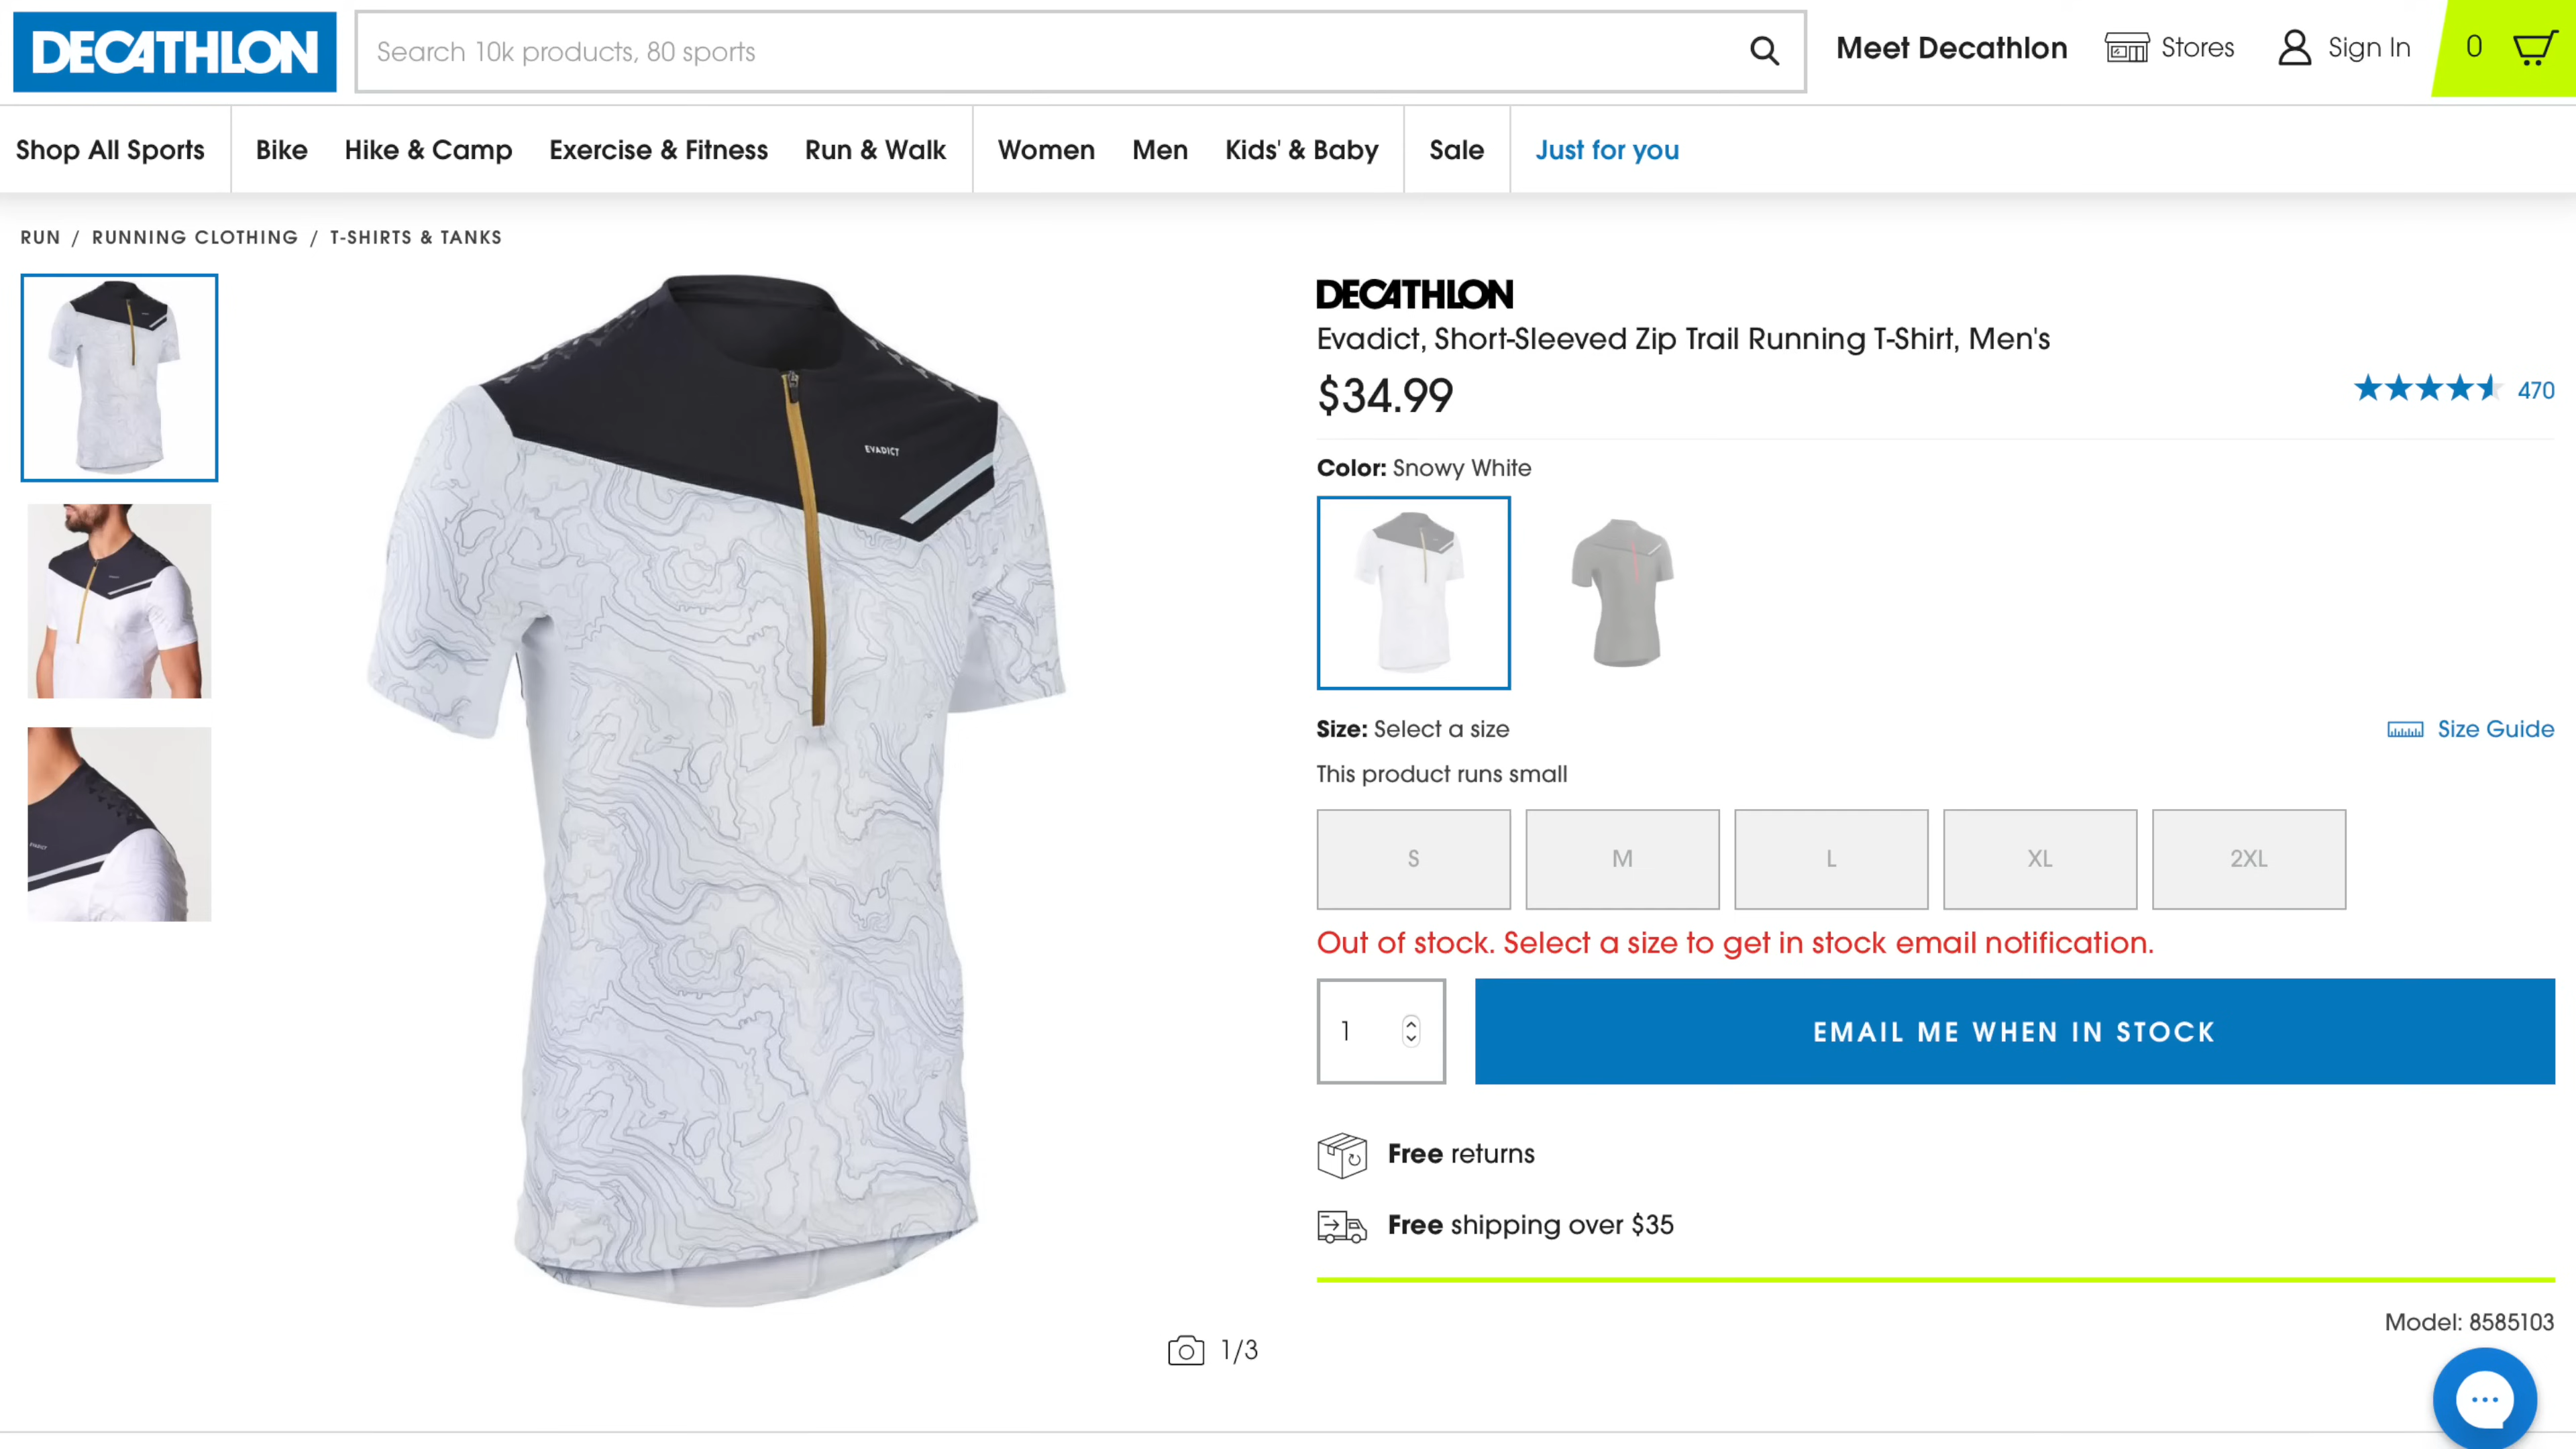 DECATHLON
Search 10k products, 80 sports
Meet Decathlon
Stores
Sign In
0
Shop All Sports
Bike
Hike & Camp
Exercise & Fitness
Run & Walk
Women
Men
Kids' & Baby
Sale
Just for you
RUN / RUNNING CLOTHING / T-SHIRTS & TANKS
EVADICT
DECATHLON
Evadict, Short-Sleeved Zip Trail Running T-Shirt, Men's
$34.99
470
Color: Snowy White
Size: Select a size
Size Guide
This product runs small
S
M
L
XL
2XL
Out of stock. Select a size to get in stock email notification.
1
EMAIL ME WHEN IN STOCK
Free returns
Free shipping over $35
1/3
Model: 8585103